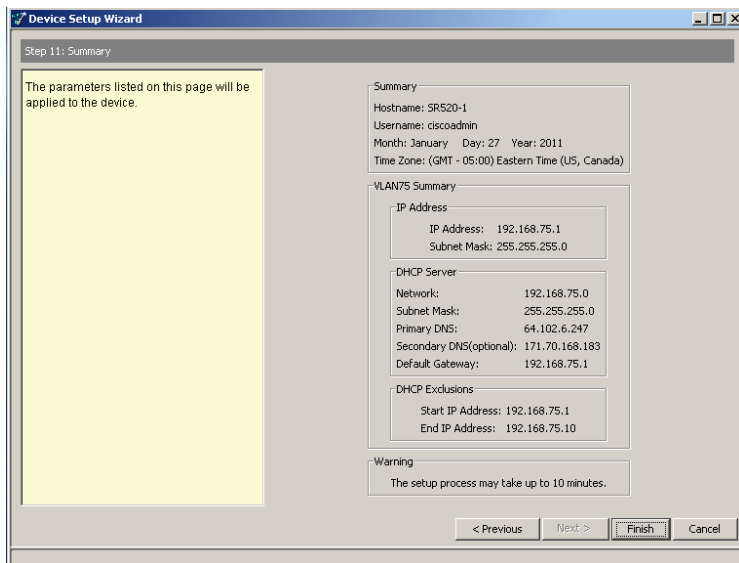 Device Setup Wizard
Step 11: Summary
The parameters listed on this page will be
applied to the device.
Summary
Hostname: SR520-1
Username: ciscoadmin
Month: January Day: 27 Year: 2011
Time Zone: (GMT - 05:00) Eastern Time (US, Canada)
VLAN75 Summary
IP Address
IP Address: 192.168.75.1
Subnet Mask: 255.255.255.0
DHCP Server
Network: 192.168.75.0
Subnet Mask: 255.255.255.0
Primary DNS: 64.102.6.247
Secondary DNS(optional): 171.70.168.183
Default Gateway: 192.168.75.1
DHCP Exclusions
Start IP Address: 192.168.75.1
End IP Address: 192.168.75.10
Warning
The setup process may take up to 10 minutes.
< Previous Next > Finish Cancel